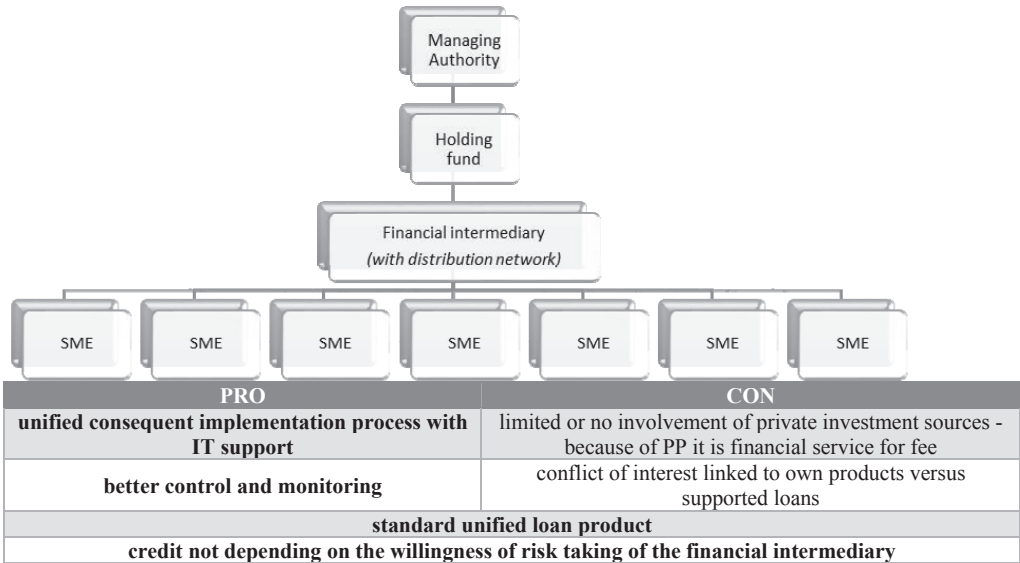 Managing
Authority
Holding
fund
Financial intermediary
(with distribution network)
SME SME SME SME SME SME SME
PRO CON
unified consequent implementation process with
IT support
limited or no involvement of private investment sources -
because of PP it is financial service for fee
better control and monitoring
conflict of interest linked to own products versus
supported loans
standard unified loan product
credit not depending on the willingness of risk taking of the financial intermediary